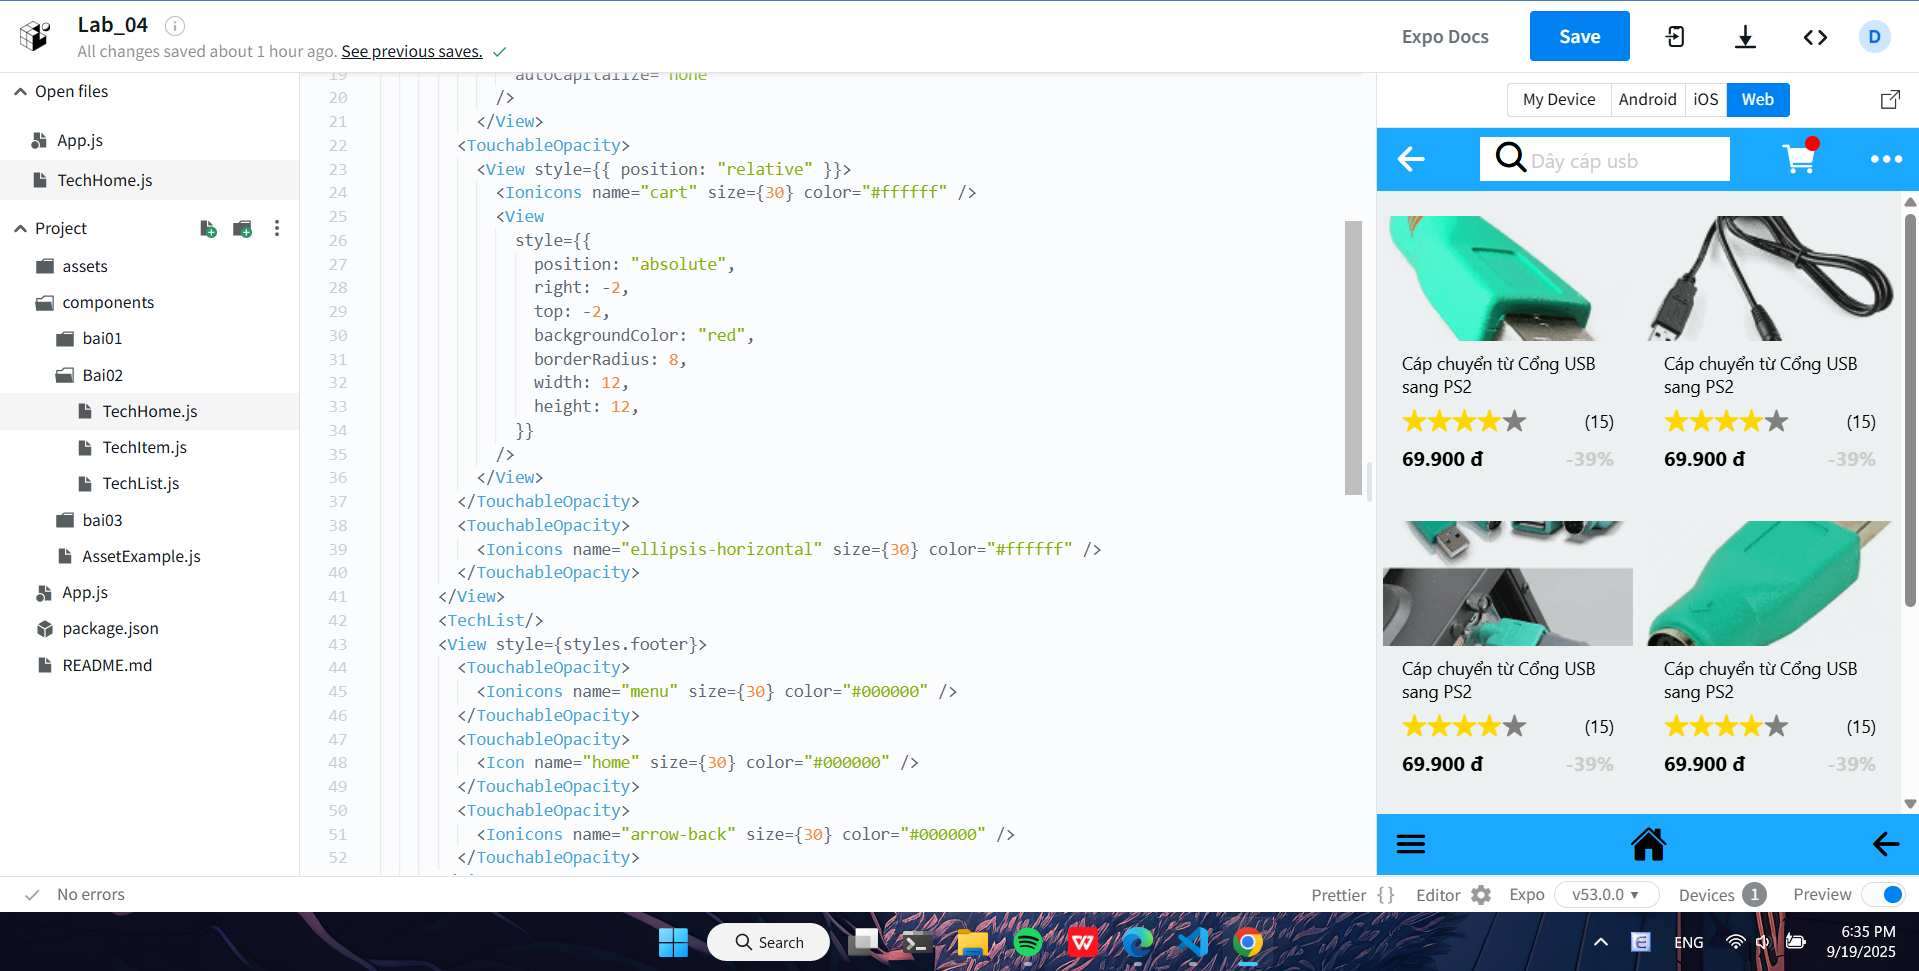 Lab_04
All changes saved about 1 hour ago. See previous saves.
Expo Docs
Save
D
Open files
App.js
TechHome.js
Project
assets
components
bai01
Bai02
TechHome.js
TechItem.js
TechList.js
bai03
AssetExample.js
App.js
package.json
README.md
19 autoCapitalize="none"
20 />
21 </View>
22 <TouchableOpacity>
23 <View style={{ position: "relative" }}>
24 <Ionicons name="cart" size={30} color="#ffffff" />
25 <View
26 style={{
27 position: "absolute",
28 right: -2,
29 top: -2,
30 backgroundColor: "red",
31 borderRadius: 8,
32 width: 12,
33 height: 12,
34 }}
35 />
36 </View>
37 </TouchableOpacity>
38 <TouchableOpacity>
39 <Ionicons name="ellipsis-horizontal" size={30} color="#ffffff" />
40 </TouchableOpacity>
41 </View>
42 <TechList/>
43 <View style={styles.footer}>
44 <TouchableOpacity>
45 <Ionicons name="menu" size={30} color="#000000" />
46 </TouchableOpacity>
47 <TouchableOpacity>
48 <Icon name="home" size={30} color="#000000" />
49 </TouchableOpacity>
50 <TouchableOpacity>
51 <Ionicons name="arrow-back" size={30} color="#000000" />
52 </TouchableOpacity>
My Device Android iOS Web
Dây cáp usb
Cáp chuyển từ Cổng USB
sang PS2
(15)
69.900 đ -39%
Cáp chuyển từ Cổng USB
sang PS2
(15)
69.900 đ -39%
Cáp chuyển từ Cổng USB
sang PS2
(15)
69.900 đ -39%
Cáp chuyển từ Cổng USB
sang PS2
(15)
69.900 đ -39%
No errors
Prettier { } Editor Expo v53.0.0 Devices 1 Preview
Search
ENG
6:35 PM
9/19/2025